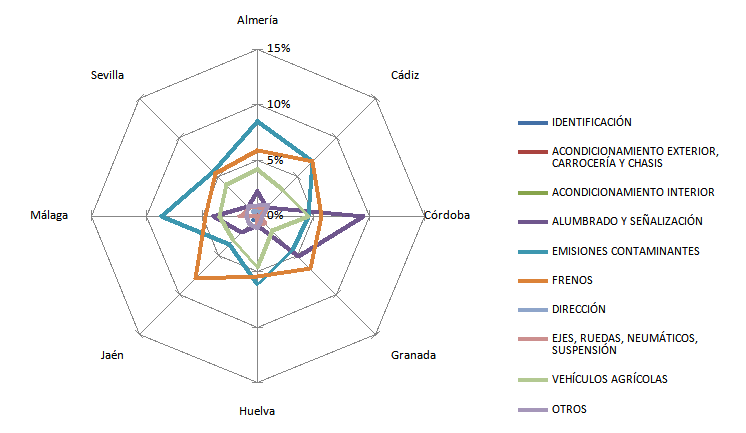 Almería
15%
Sevilla
Cádiz
10%
5%
0%
Málaga
Córdoba
Jaén
Granada
Huelva
IDENTIFICACIÓN
ACONDICIONAMIENTO EXTERIOR,
CARROCERÍA Y CHASIS
ACONDICIONAMIENTO INTERIOR
ALUMBRADO Y SEÑALIZACIÓN
EMISIONES CONTAMINANTES
FRENOS
DIRECCIÓN
EJES, RUEDAS, NEUMÁTICOS,
SUSPENSIÓN
VEHÍCULOS AGRÍCOLAS
OTROS